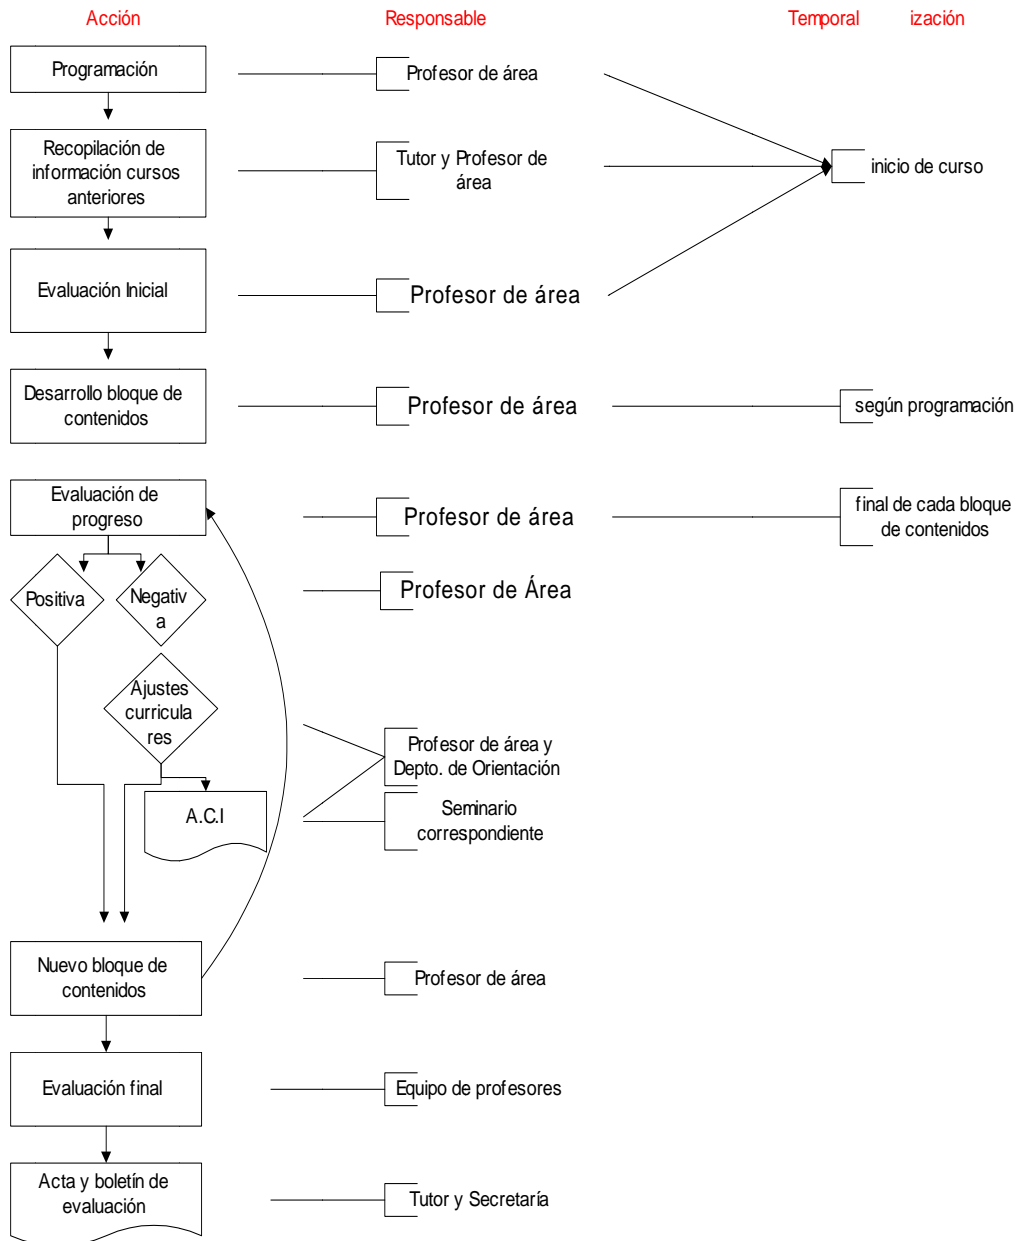 Acción
Responsable
Temporal ización
Programación
Profesor de área
Recopilación de
información cursos
anteriores
Tutor y Profesor de
área
inicio de curso
Evaluación Inicial
Profesor de área
Desarrollo bloque de
contenidos
Profesor de área
según programación
Evaluación de
progreso
Profesor de área
final de cada bloque
de contenidos
Positiva
Negativ
a
Profesor de Área
Ajustes
curricula
res
Profesor de área y
Depto. de Orientación
A.C.I
Seminario
correspondiente
Nuevo bloque de
contenidos
Profesor de área
Evaluación final
Equipo de profesores
Acta y boletín de
evaluación
Tutor y Secretaría